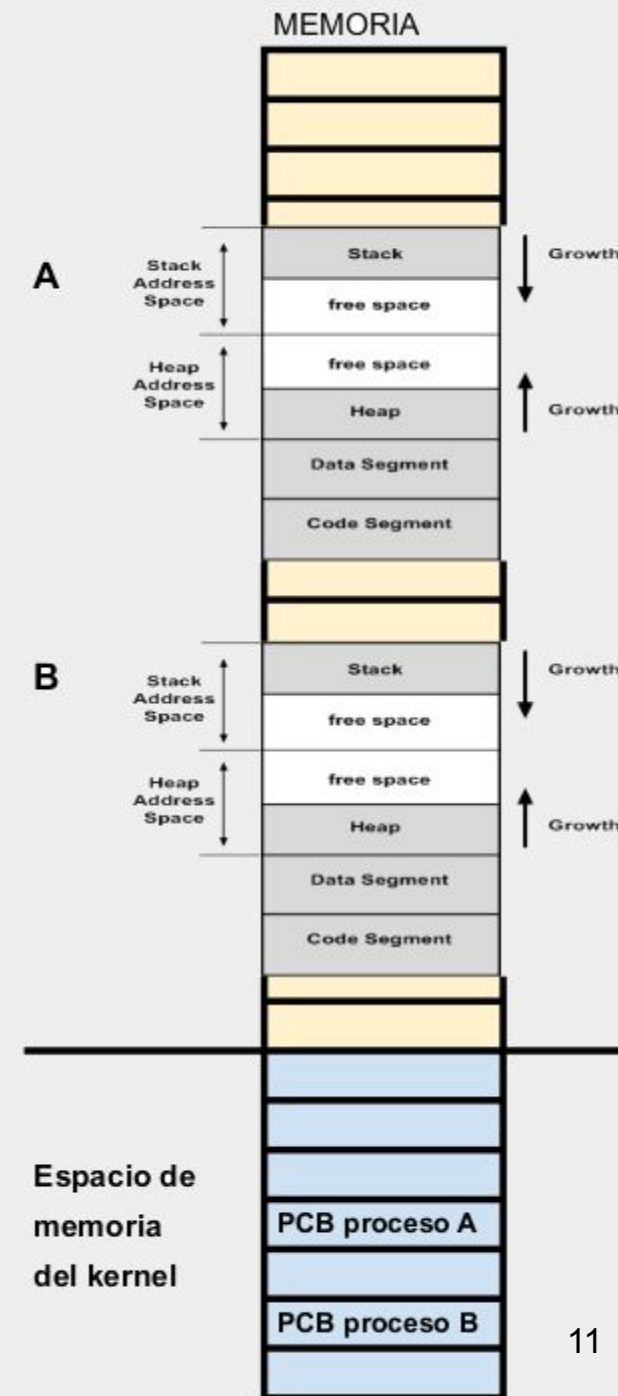 MEMORIA
A
Stack
Address
Space
Stack
Growth
free space
Heap
Address
Space
free space
Heap
Growth
Data Segment
Code Segment
B
Stack
Address
Space
Stack
Growth
free space
Heap
Address
Space
free space
Heap
Growth
Data Segment
Code Segment
Espacio de
memoria
del kernel
PCB proceso A
PCB proceso B
11